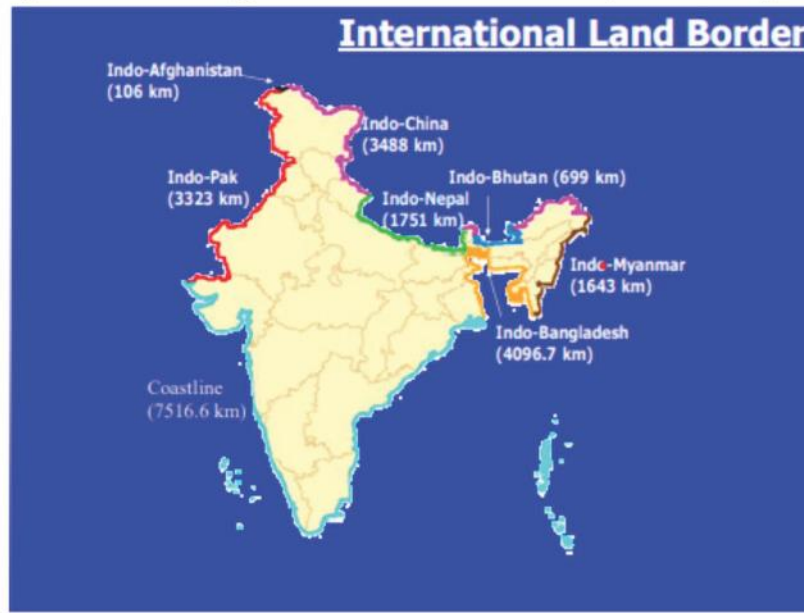 International Land Border
Indo-Afghanistan
(106 km)
Indo-China
(3488 km)
Indo-Pak
(3323 km)
Indo-Bhutan (699 km)
Indo-Nepal
(1751 km)
Indo-Myanmar
(1643 km)
Indo-Bangladesh
(4096.7 km)
Coastline
(7516.6 km)